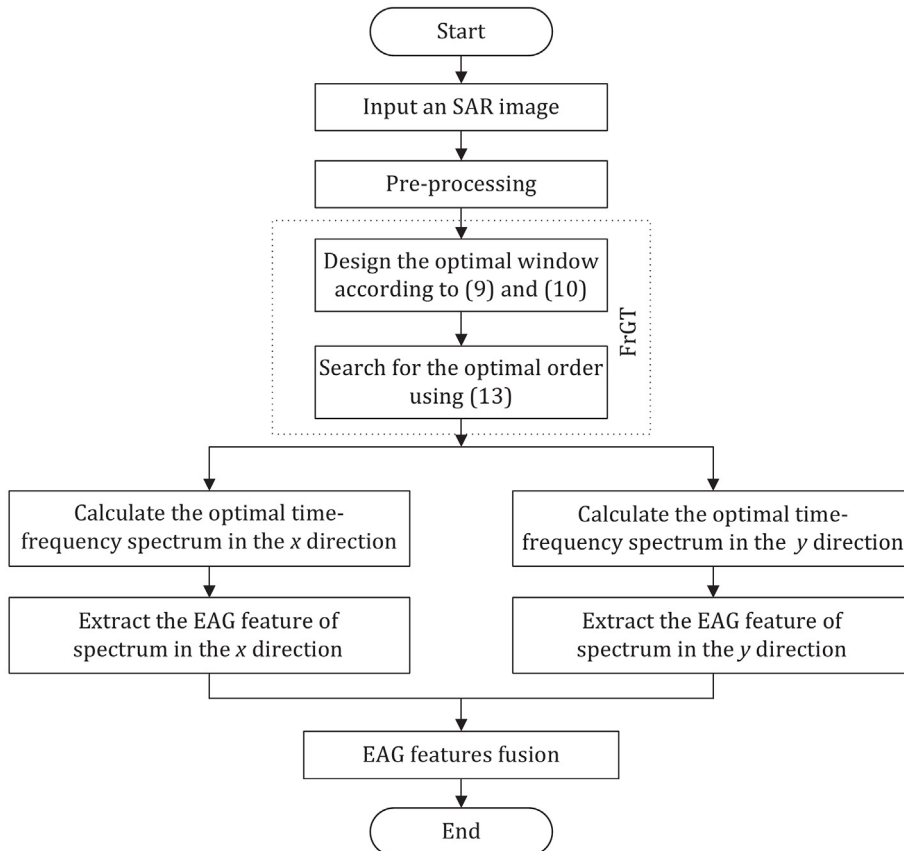 Start
Input an SAR image
Pre-processing
Design the optimal window
according to (9) and (10)
FrGT
Search for the optimal order
using (13)
Calculate the optimal time-
frequency spectrum in the x direction
Calculate the optimal time-
frequency spectrum in the y direction
Extract the EAG feature of
spectrum in the x direction
Extract the EAG feature of
spectrum in the y direction
EAG features fusion
End